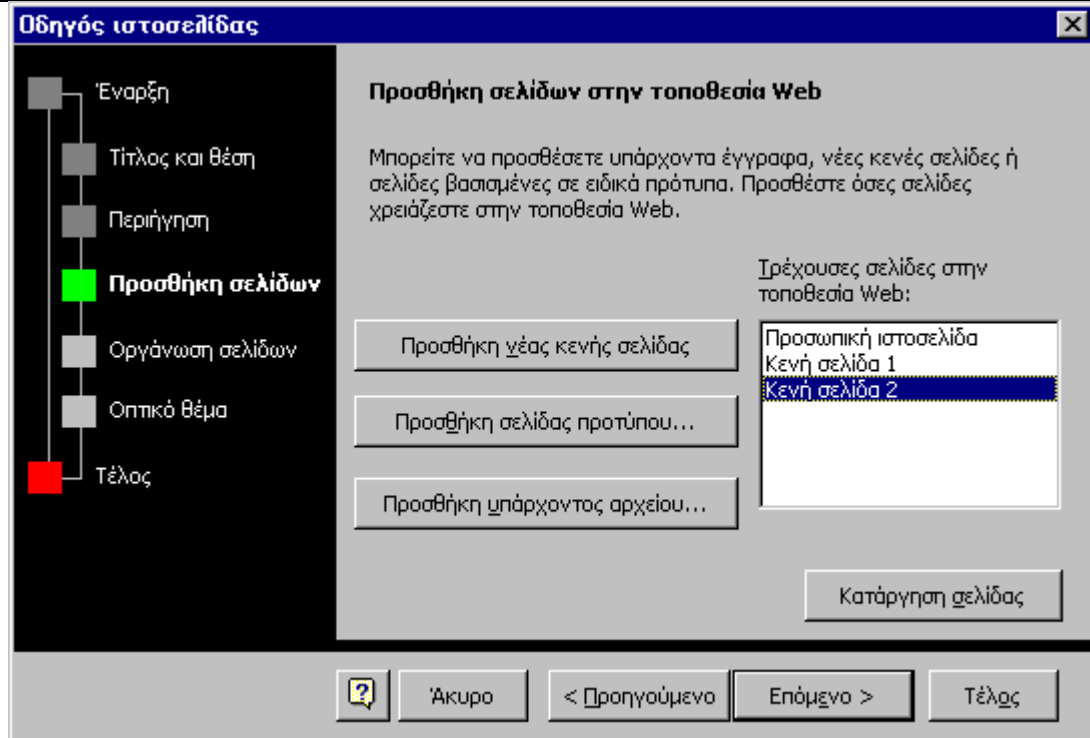 Οδηγός ιστοσελίδας
Έναρξη
Τίτλος και θέση
Περιήγηση
Προσθήκη σελίδων
Οργάνωση σελίδων
Οπτικό θέμα
Τέλος
Προσθήκη σελίδων στην τοποθεσία Web
Μπορείτε να προσθέσετε υπάρχοντα έγγραφα, νέες κενές σελίδες ή
σελίδες βασισμένες σε ειδικά πρότυπα. Προσθέστε όσες σελίδες
χρειάζεστε στην τοποθεσία Web.
Προσθήκη νέας κενής σελίδας
Προσθήκη σελίδας προτύπου...
Προσθήκη υπάρχοντος αρχείου...
Τρέχουσες σελίδες στην
τοποθεσία Web:
Προσωπική ιστοσελίδα
Κενή σελίδα 1
Κενή σελίδα 2
Κατάργηση σελίδας
? Άκυρο < Προηγούμενο Επόμενο > Τέλος